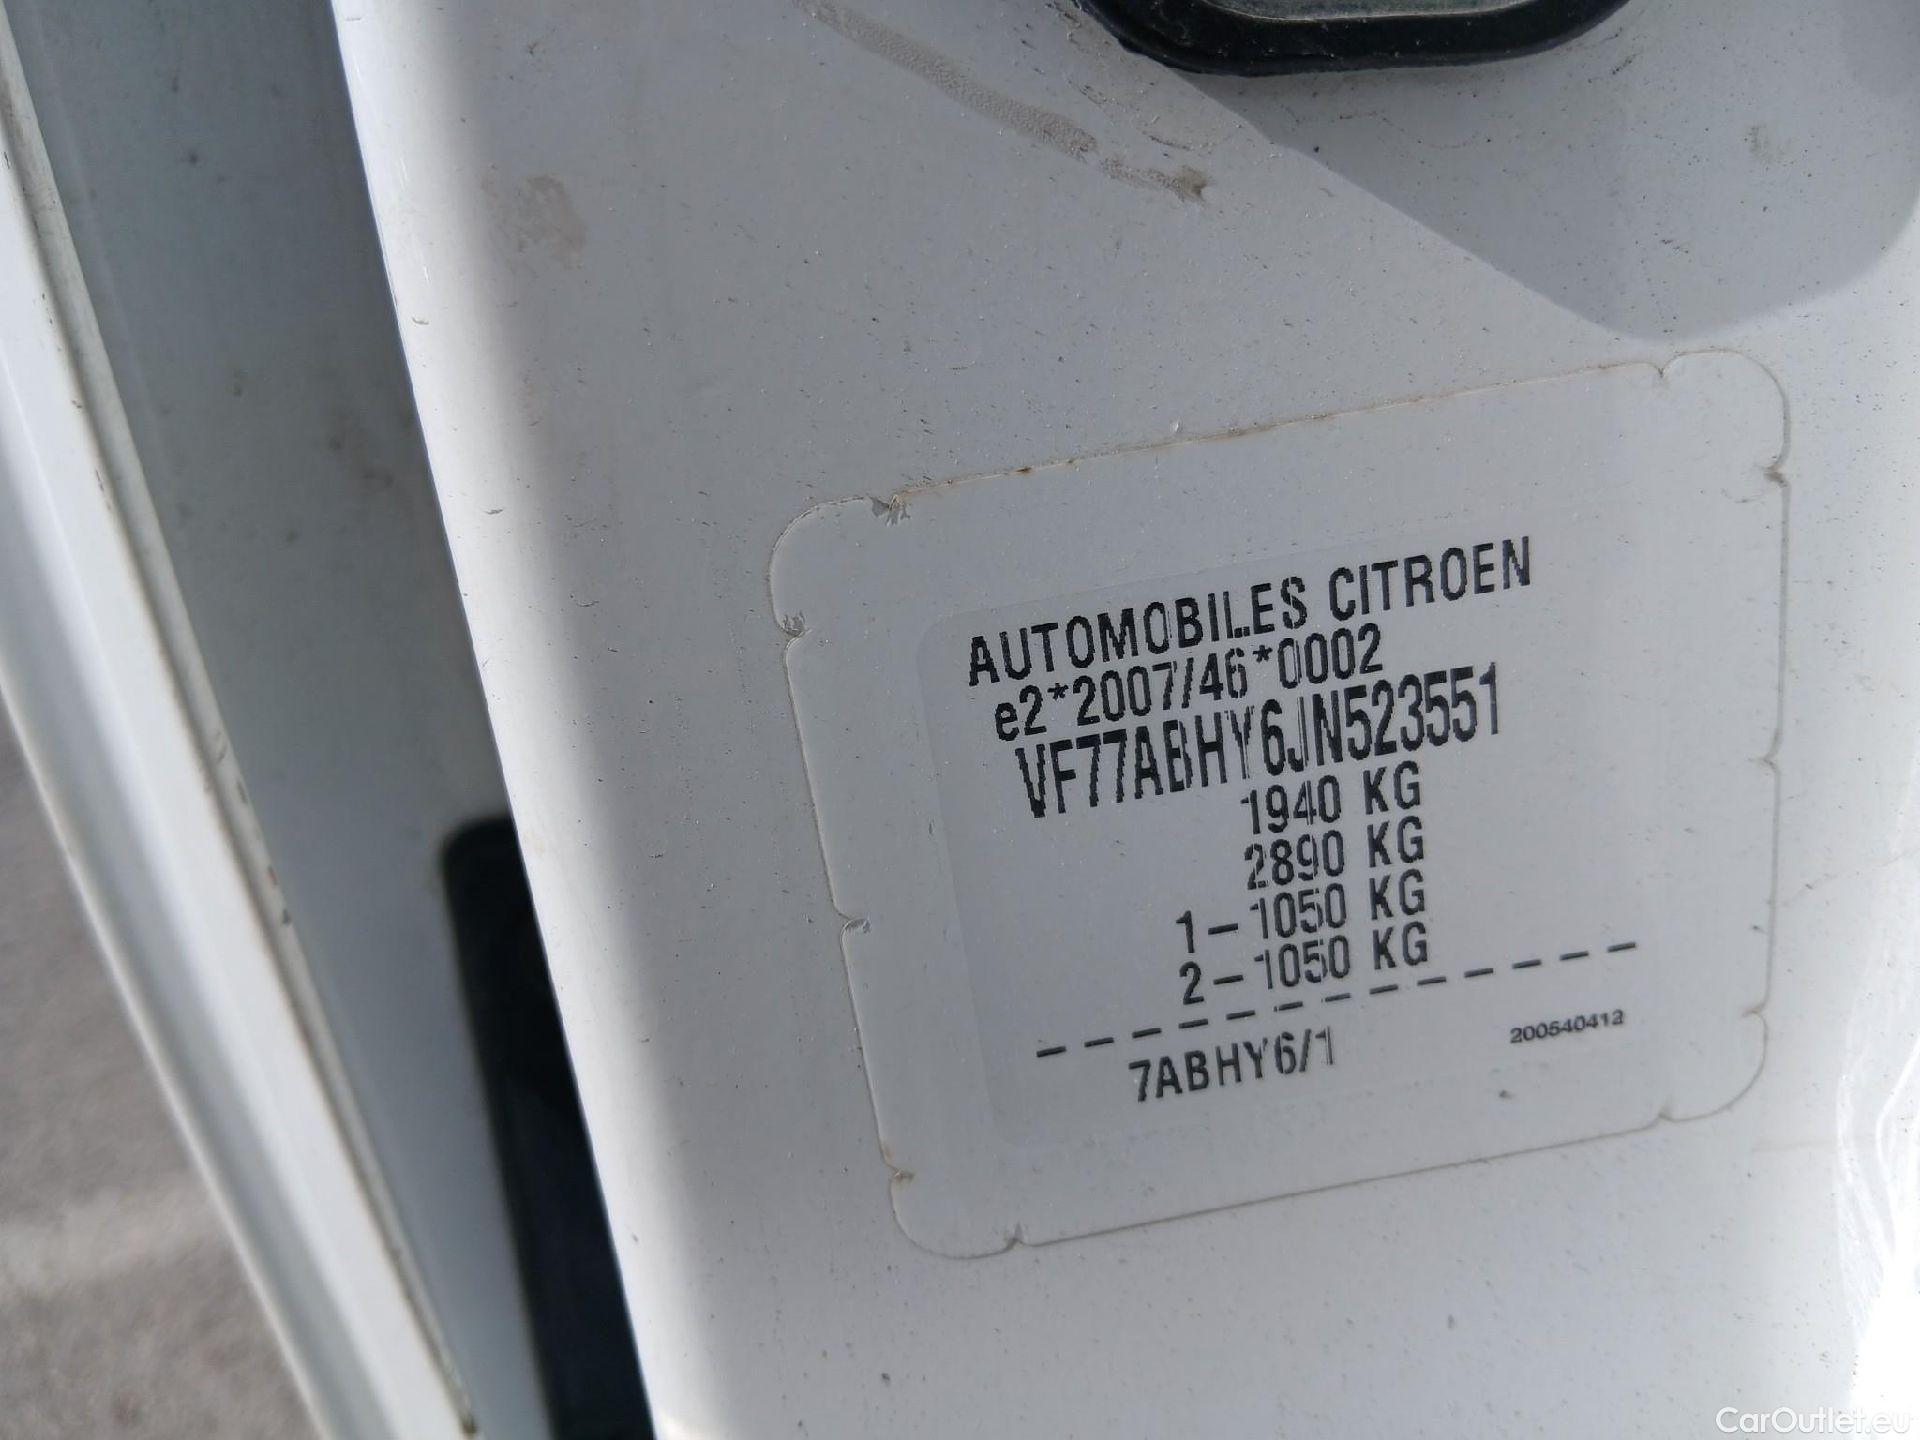 AUTOMOBILES CITROEN
e2*2007/46*0002
VF77ABHY6JN523551
1940 KG
2890 KG
1-1050 KG
2-1050 KG
7ABHY6/1
200540412
CarOutlet.eu